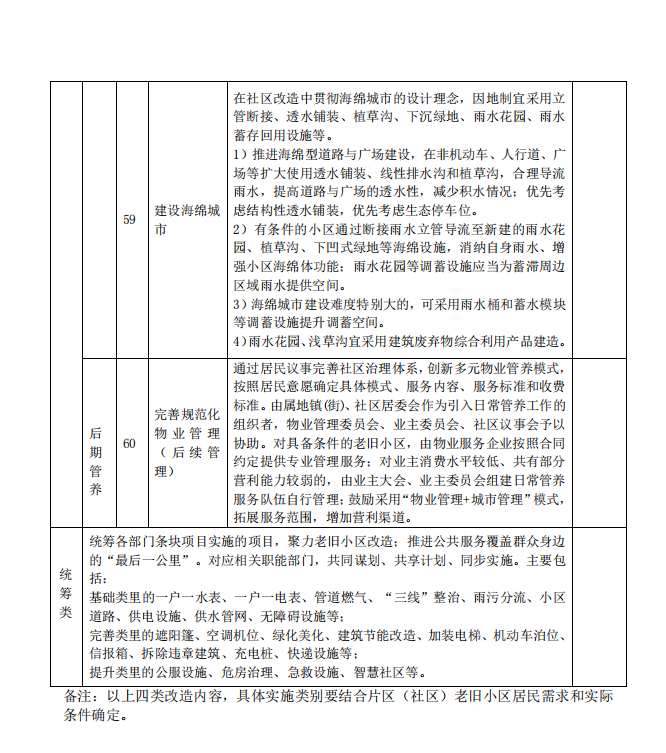 在社区改造中贯彻海绵城市的设计理念，因地制宜采用立
管断接、透水铺装、植草沟、下沉绿地、雨水花园、雨水
蓄存回用设施等。
1）推进海绵型道路与广场建设，在非机动车、人行道、广
场等扩大使用透水铺装、线性排水沟和植草沟，合理导流
雨水，提高道路与广场的透水性，减少积水情况；优先考
虑结构性透水铺装，优先考虑生态停车位。
59
建设海绵城
市
2）有条件的小区通过断接雨水立管导流至新建的雨水花
园、植草沟、下凹式绿地等海绵设施，消纳自身雨水、增
强小区海绵体功能；雨水花园等调蓄设施应当为蓄滞周边
区域雨水提供空间。
3）海绵城市建设难度特别大的，可采用雨水桶和蓄水模块
等调蓄设施提升调蓄空间。
4）雨水花园、浅草沟宜采用建筑废弃物综合利用产品建造。
后
期
管
养
60
完善规范化
物业管理
（后续管
理）
通过居民议事完善社区治理体系，创新多元物业管养模式，
按照居民意愿确定具体模式、服务内容、服务标准和收费
标准。由属地镇(街)、社区居委会作为引入日常管养工作的
组织者，物业管理委员会、业主委员会、社区议事会予以
协助。对具备条件的老旧小区，由物业服务企业按照合同
约定提供专业管理服务；对业主消费水平较低、共有部分
营利能力较弱的，由业主大会、业主委员会组建日常管养
服务队伍自行管理；鼓励采用“物业管理+城市管理”模式，
拓展服务范围，增加营利渠道。
统
筹
类
统筹各部门条块项目实施的项目，聚力老旧小区改造；推进公共服务覆盖群众身边
的“最后一公里”。对应相关职能部门，共同谋划、共享计划、同步实施。主要包
括：
基础类里的一户一水表、一户一电表、管道燃气、“三线”整治、雨污分流、小区
道路、供电设施、供水管网、无障碍设施等；
完善类里的遮阳篷、空调机位、绿化美化、建筑节能改造、加装电梯、机动车泊位、
信报箱、拆除违章建筑、充电桩、快递设施等；
提升类里的公服设施、危房治理、急救设施、智慧社区等。
备注：以上四类改造内容，具体实施类别要结合片区（社区）老旧小区居民需求和实际
条件确定。